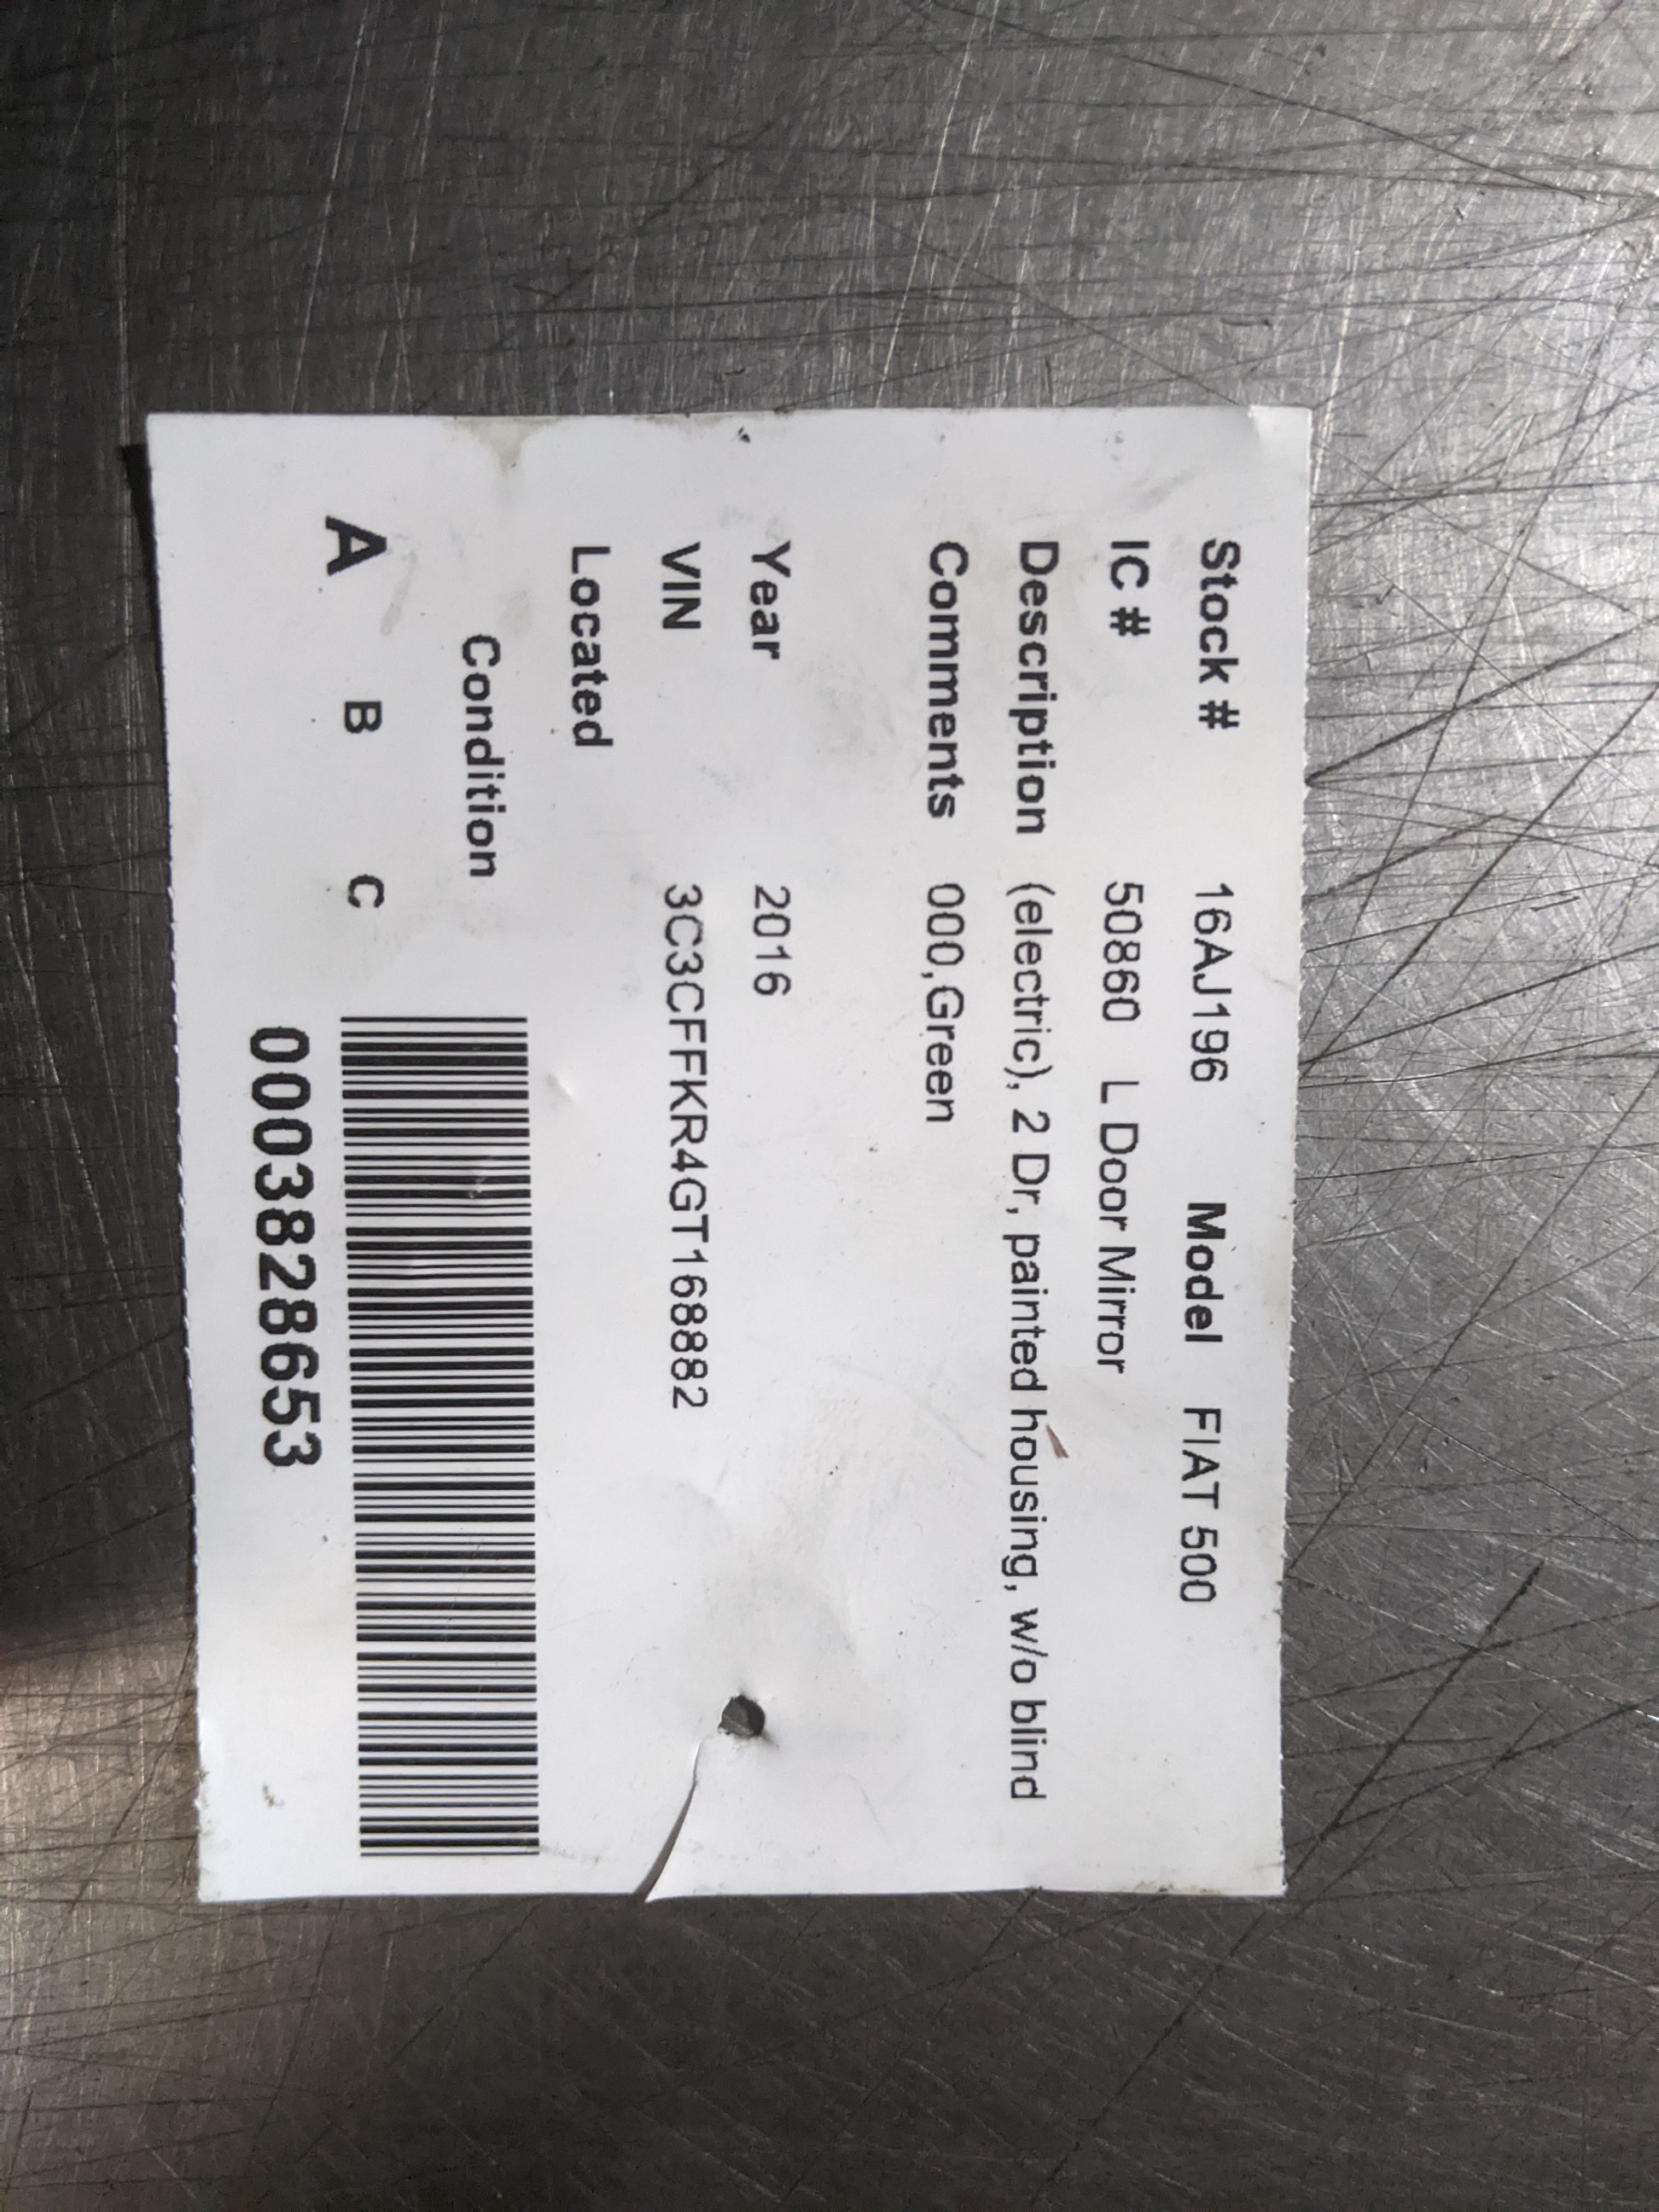 Stock # 16AJ196 Model FIAT 500
IC # 50860 L Door Mirror
Description (electric), 2 Dr, painted housing, w/o blind
Comments 000,Green
Year 2016
VIN 3C3CFFKR4GT168882
Located
Condition
A B C
0003828653